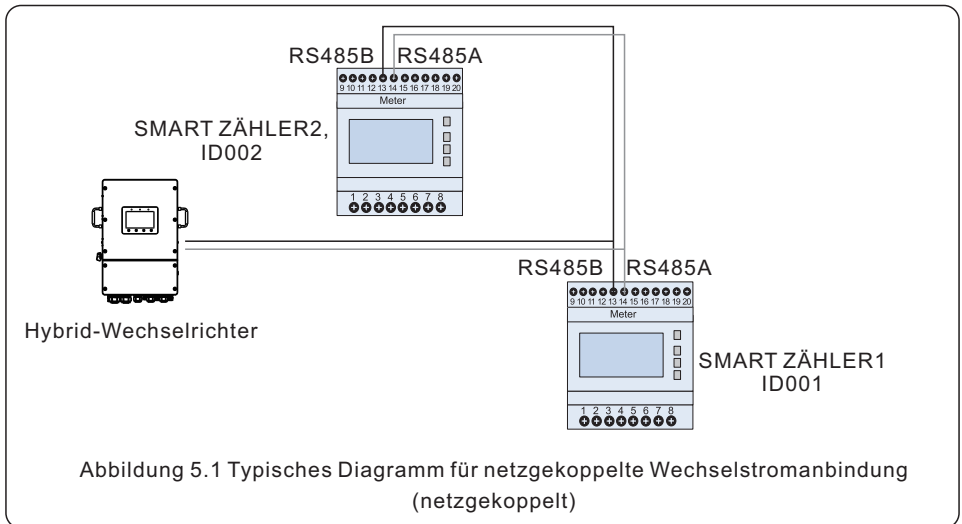 RS485B RS485A
9 10 11 12 13 14 15 16 17 18 19 20
Meter
SMART ZÄHLER2,
ID002
1 2 3 4 5 6 7 8
Hybrid-Wechselrichter
RS485B RS485A
9 10 11 12 13 14 15 16 17 18 19 20
Meter
SMART ZÄHLER1
ID001
1 2 3 4 5 6 7 8
Abbildung 5.1 Typisches Diagramm für netzgekoppelte Wechselstromanbindung
(netzgekoppelt)